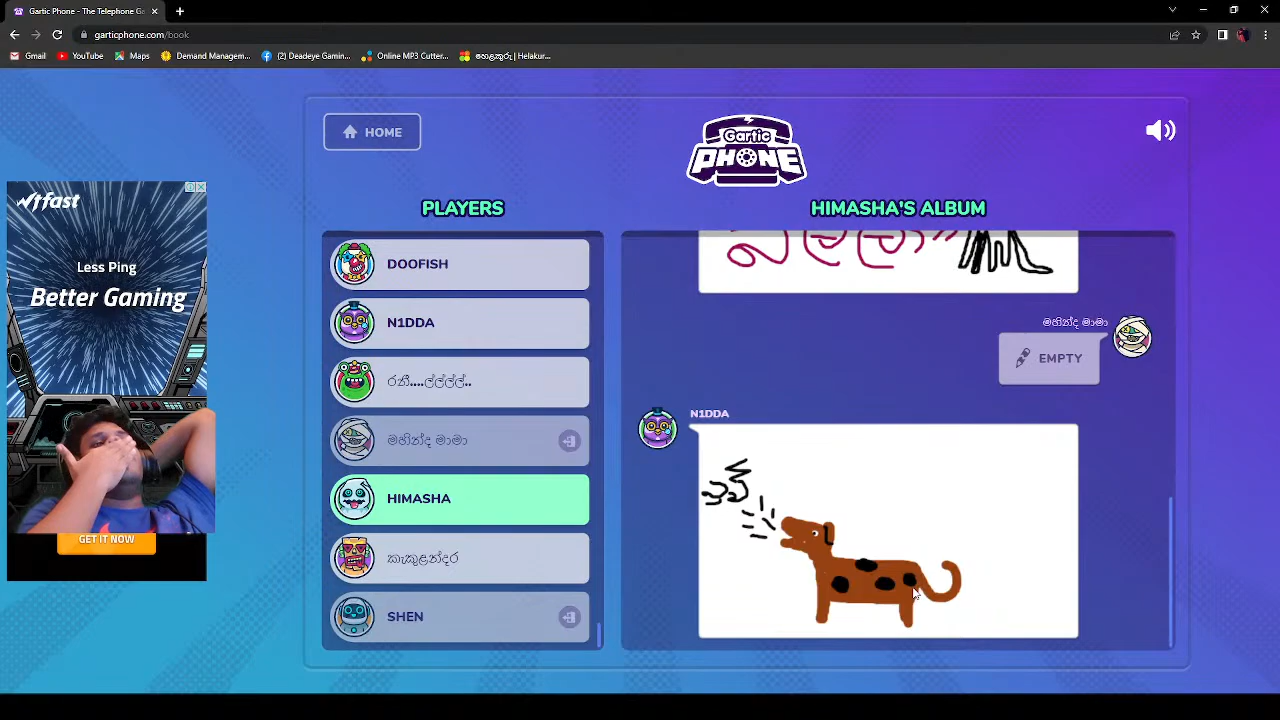 Gartic Phone - The Telephone Ga
garticphone.com/book
Gmail
YouTube
Maps
Demand Managem...
(2) Deadeye Gaming...
Online MP3 Cutter...
HOME
Gartic
PHONE
PLAYERS
HIMASHA'S ALBUM
wtfast
Less Ping
Better Gaming
GET IT NOW
DOOFISH
N1DDA
රනී....ල්ල්ල්ල්..
මහින්ද මාමා
HIMASHA
කැකුළන්දර
SHEN
බල්ලා"
මහින්ද මාමා
EMPTY
N1DDA